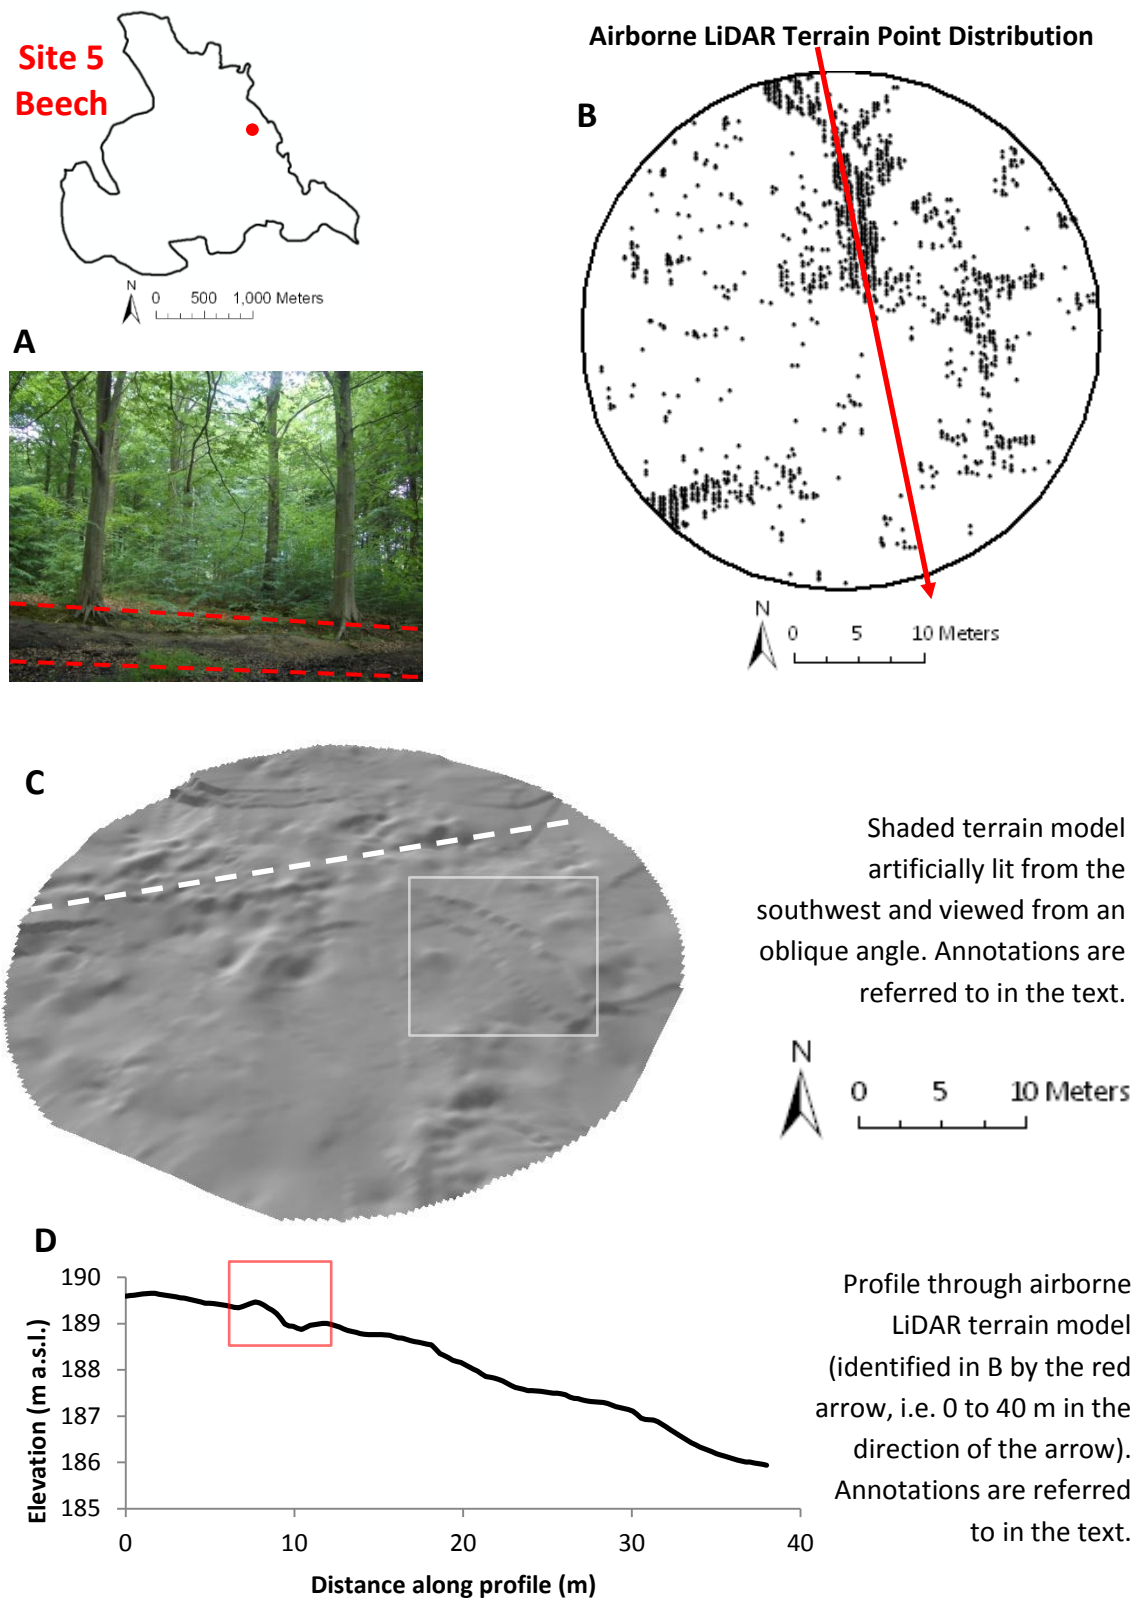 Site 5
Beech
N
0 500 1,000 Meters
A
Airborne LiDAR Terrain Point Distribution
B
N
0 5 10 Meters
C
Shaded terrain model
artificially lit from the
southwest and viewed from an
oblique angle. Annotations are
referred to in the text.
N
0 5 10 Meters
D
190
189
188
187
186
185
Elevation (m a.s.l.)
0 10 20 30 40
Distance along profile (m)
Profile through airborne
LiDAR terrain model
(identified in B by the red
arrow, i.e. 0 to 40 m in the
direction of the arrow).
Annotations are referred
to in the text.